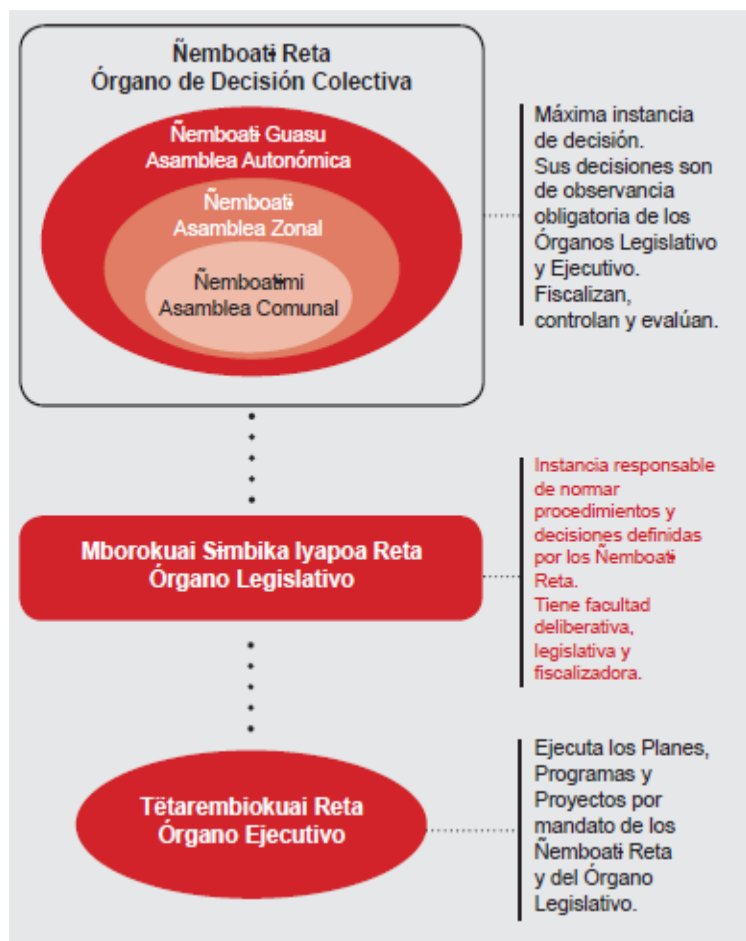 Ñemboatɨ Reta
Órgano de Decisión Colectiva
Ñemboatɨ Guasu
Asamblea Autonómica
Ñemboatɨ
Asamblea Zonal
Ñemboatɨmi
Asamblea Comunal
Máxima instancia
de decisión.
Sus decisiones son
de observancia
obligatoria de los
Órganos Legislativo
y Ejecutivo.
Fiscalizan,
controlan y evalúan.
Mborokuai Sɨmbika Iyapoa Reta
Órgano Legislativo
Instancia responsable
de normar
procedimientos y
decisiones definidas
por los Ñemboatɨ
Reta.
Tiene facultad
deliberativa,
legislativa y
fiscalizadora.
Tëtarembiokuai Reta
Órgano Ejecutivo
Ejecuta los Planes,
Programas y
Proyectos por
mandato de los
Ñemboatɨ Reta
y del Órgano
Legislativo.